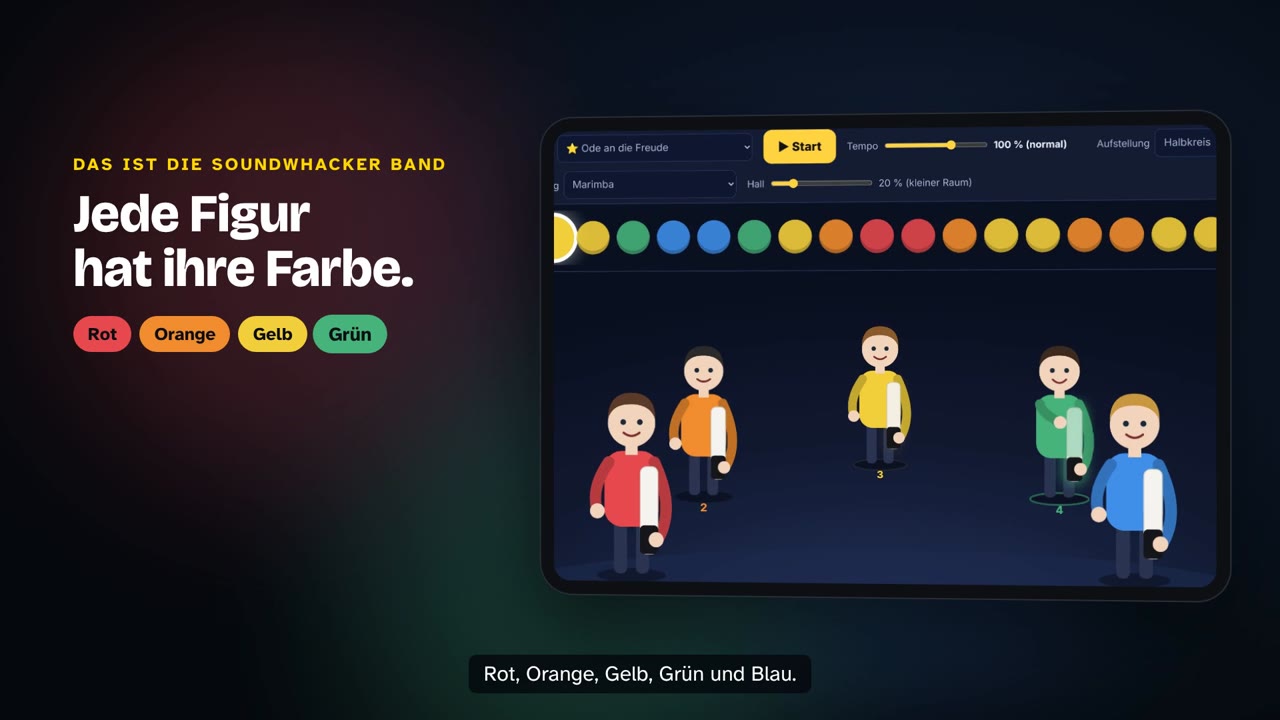 DAS IST DIE SOUNDWHACKER BAND
Jede Figur
hat ihre Farbe.
Rot Orange Gelb Grün
⭐ Ode an die Freude ▶ Start Tempo 100 % (normal) Aufstellung Halbkreis
g Marimba Hall 20 % (kleiner Raum)
3
2
4
Rot, Orange, Gelb, Grün und Blau.